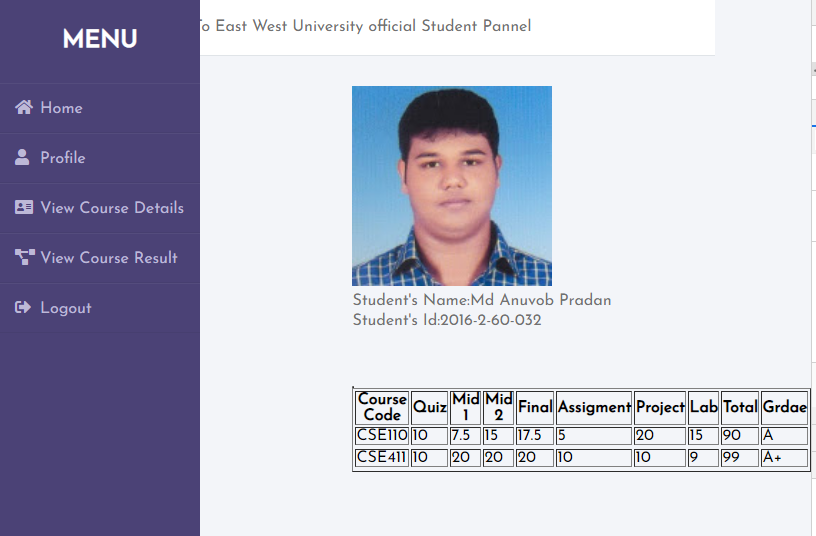 MENU
To East West University official Student Pannel
Home
Profile
View Course Details
View Course Result
Logout
Student's Name:Md Anuvob Pradan
Student's Id:2016-2-60-032
Course Code Quiz Mid 1 Mid 2 Final Assigment Project Lab Total Grdae
CSE110 10 7.5 15 17.5 5 20 15 90 A
CSE411 10 20 20 20 10 10 9 99 A+